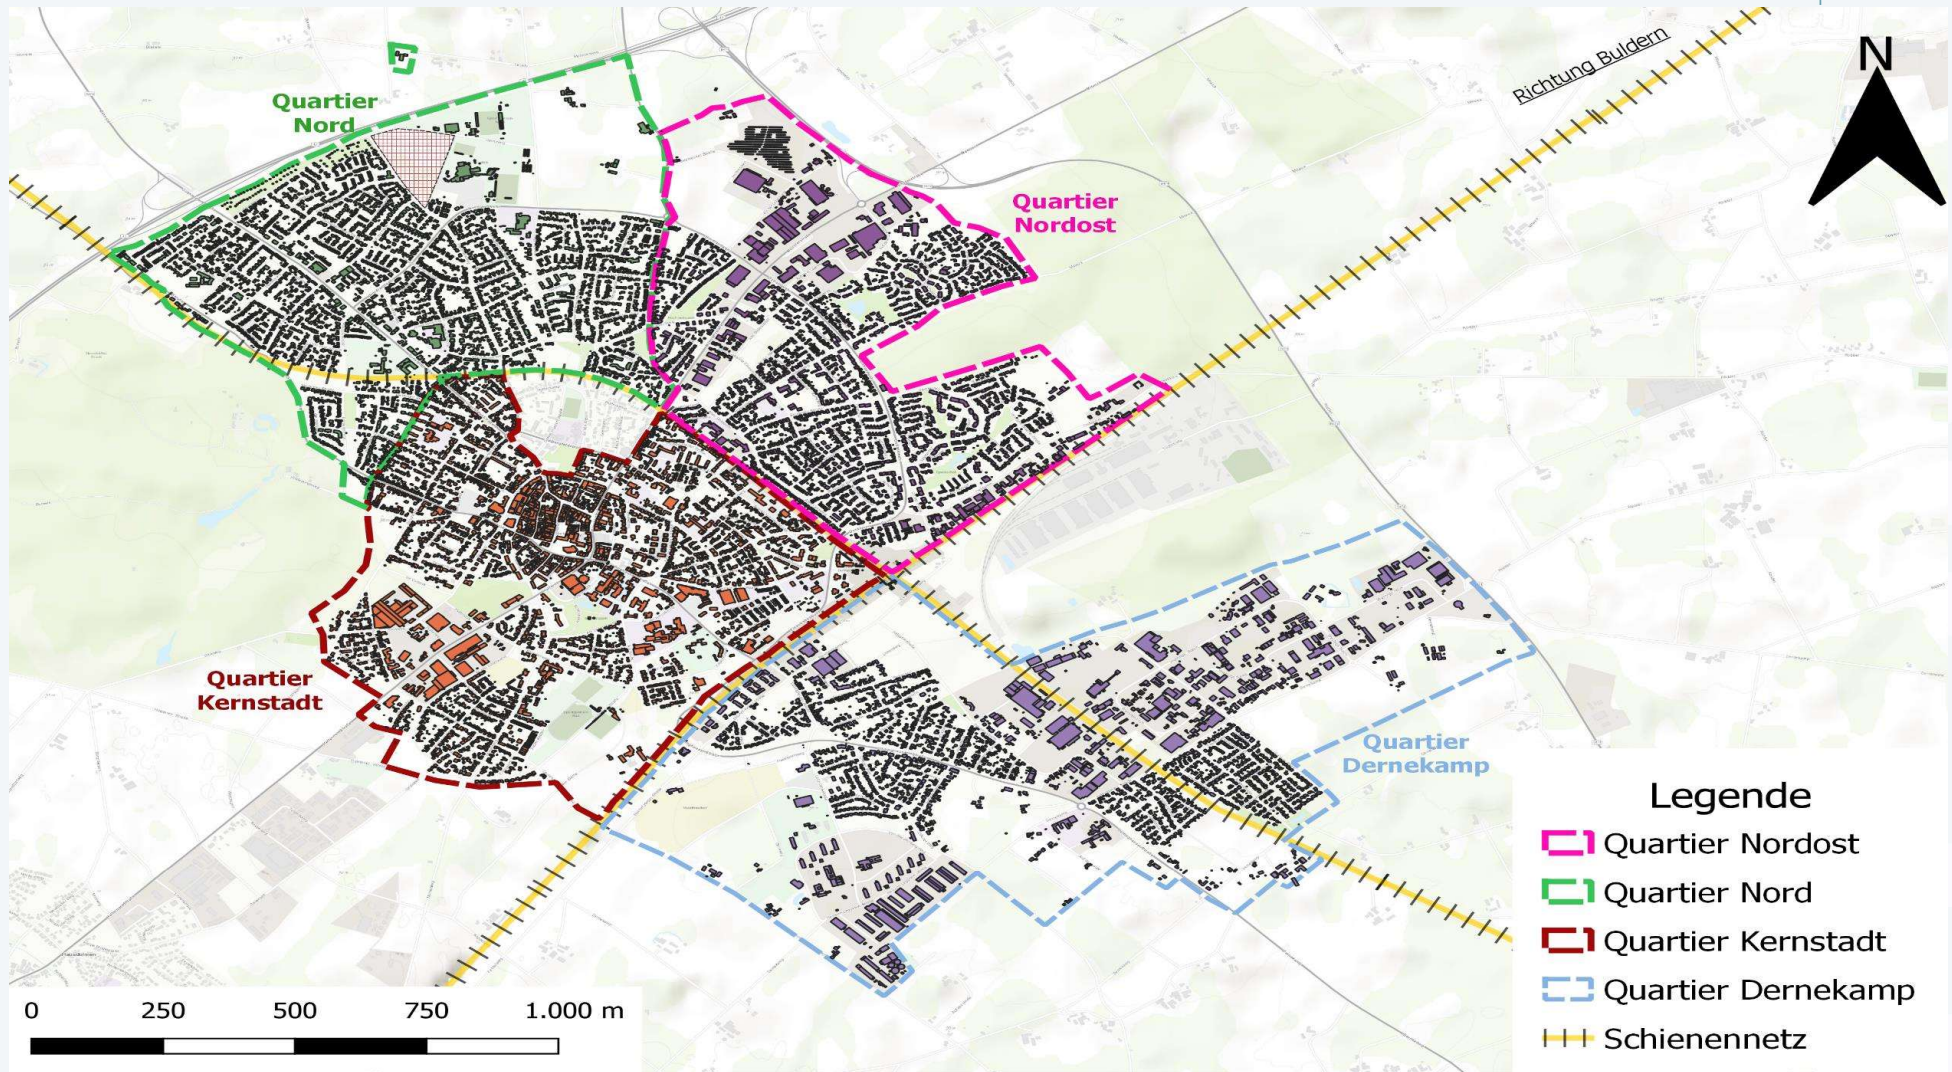 Richtung Buldern
N
Quartier
Nord
Quartier
Nordost
Quartier
Kernstadt
Quartier
Dernekamp
Legende
Quartier Nordost
Quartier Nord
Quartier Kernstadt
Quartier Dernekamp
Schienennetz
0 250 500 750 1.000 m